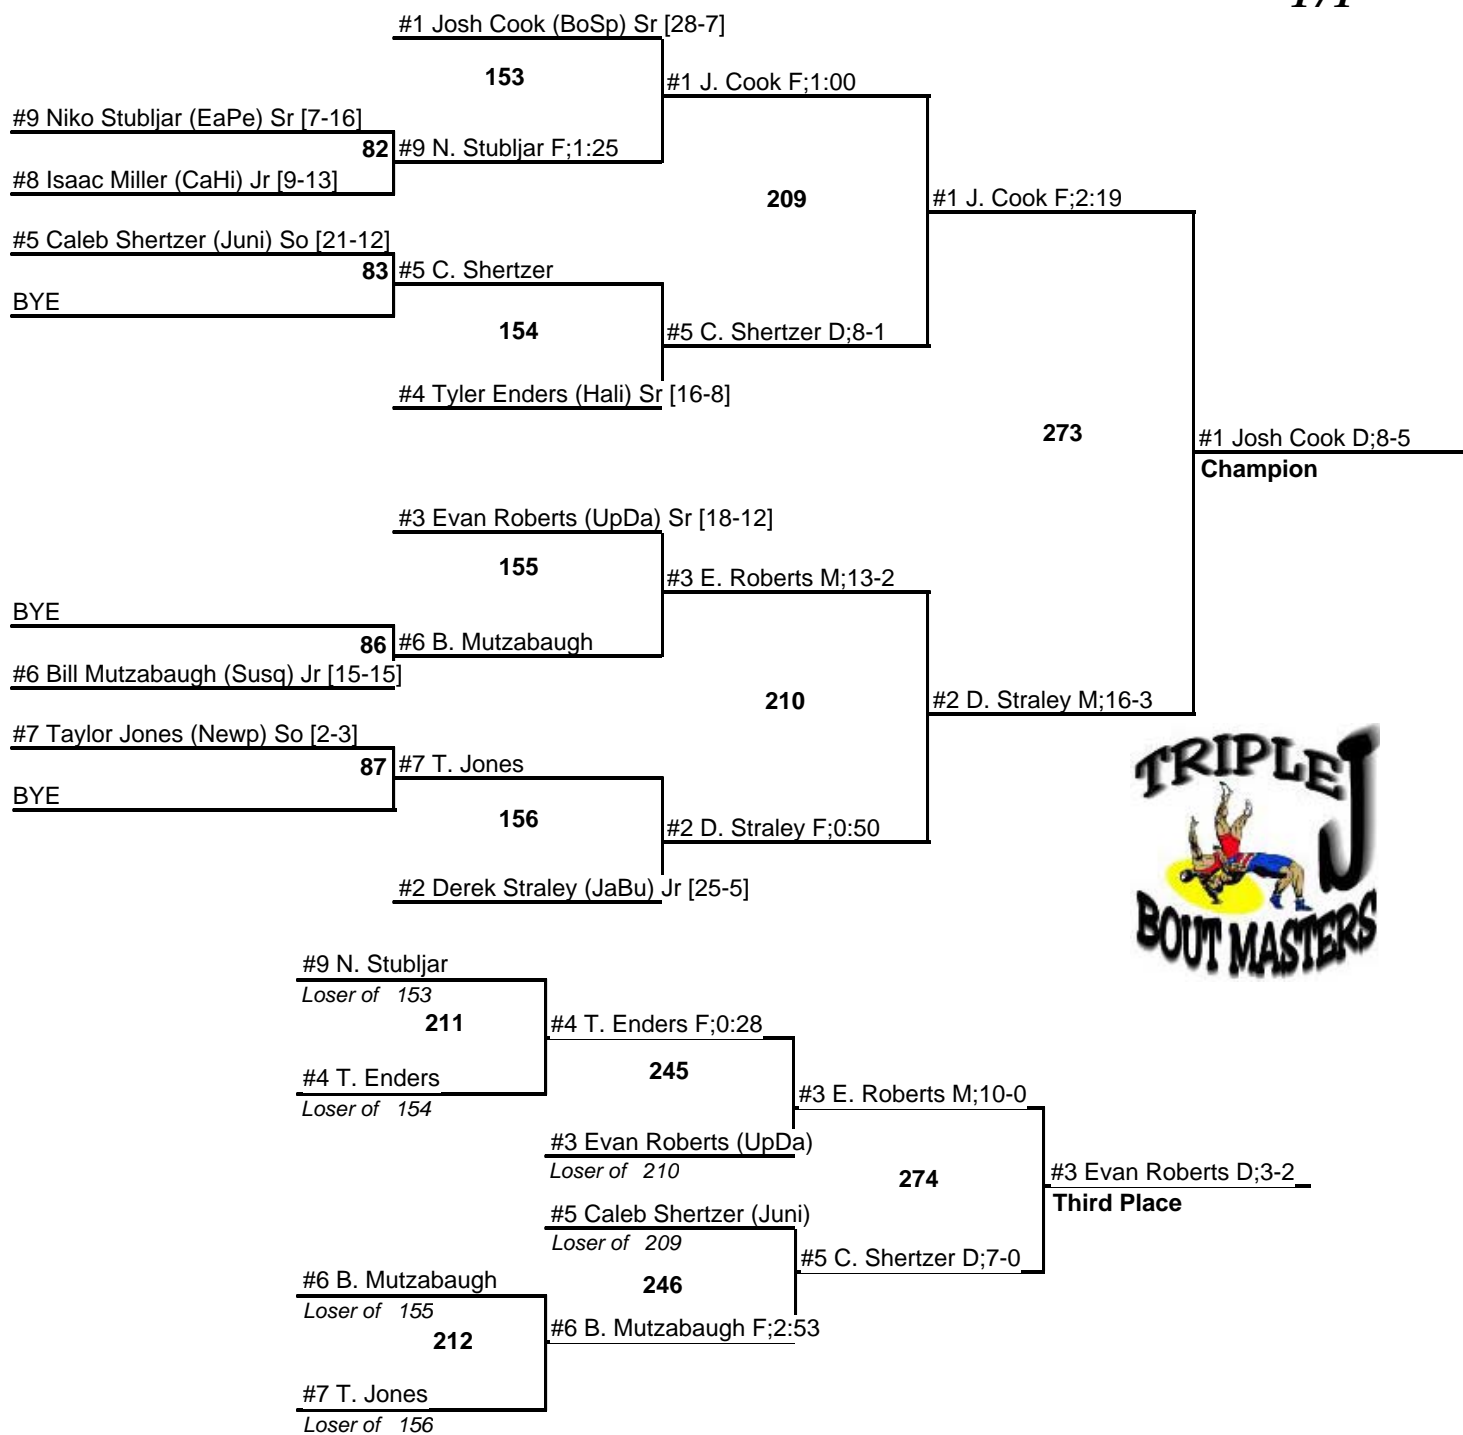 #1 Josh Cook (BoSp) Sr [28-7]
153
#1 J. Cook F;1:00
#9 Niko Stubljar (EaPe) Sr [7-16]
82 #9 N. Stubljar F;1:25
#8 Isaac Miller (CaHi) Jr [9-13]
209
#1 J. Cook F;2:19
#5 Caleb Shertzer (Juni) So [21-12]
83 #5 C. Shertzer
BYE
154
#5 C. Shertzer D;8-1
#4 Tyler Enders (Hali) Sr [16-8]
273
#1 Josh Cook D;8-5
Champion
#3 Evan Roberts (UpDa) Sr [18-12]
155
#3 E. Roberts M;13-2
BYE
86 #6 B. Mutzabaugh
#6 Bill Mutzabaugh (Susq) Jr [15-15]
210
#2 D. Straley M;16-3
#7 Taylor Jones (Newp) So [2-3]
87 #7 T. Jones
BYE
156
#2 D. Straley F;0:50
#2 Derek Straley (JaBu) Jr [25-5]
TRIPLE J
BOUT MASTERS
#9 N. Stubljar
Loser of 153
211
#4 T. Enders F;0:28
#4 T. Enders
Loser of 154
245
#3 E. Roberts M;10-0
#3 Evan Roberts (UpDa)
Loser of 210
274
#3 Evan Roberts D;3-2
Third Place
#5 Caleb Shertzer (Juni)
Loser of 209
#5 C. Shertzer D;7-0
#6 B. Mutzabaugh
Loser of 155
246
212
#6 B. Mutzabaugh F;2:53
#7 T. Jones
Loser of 156